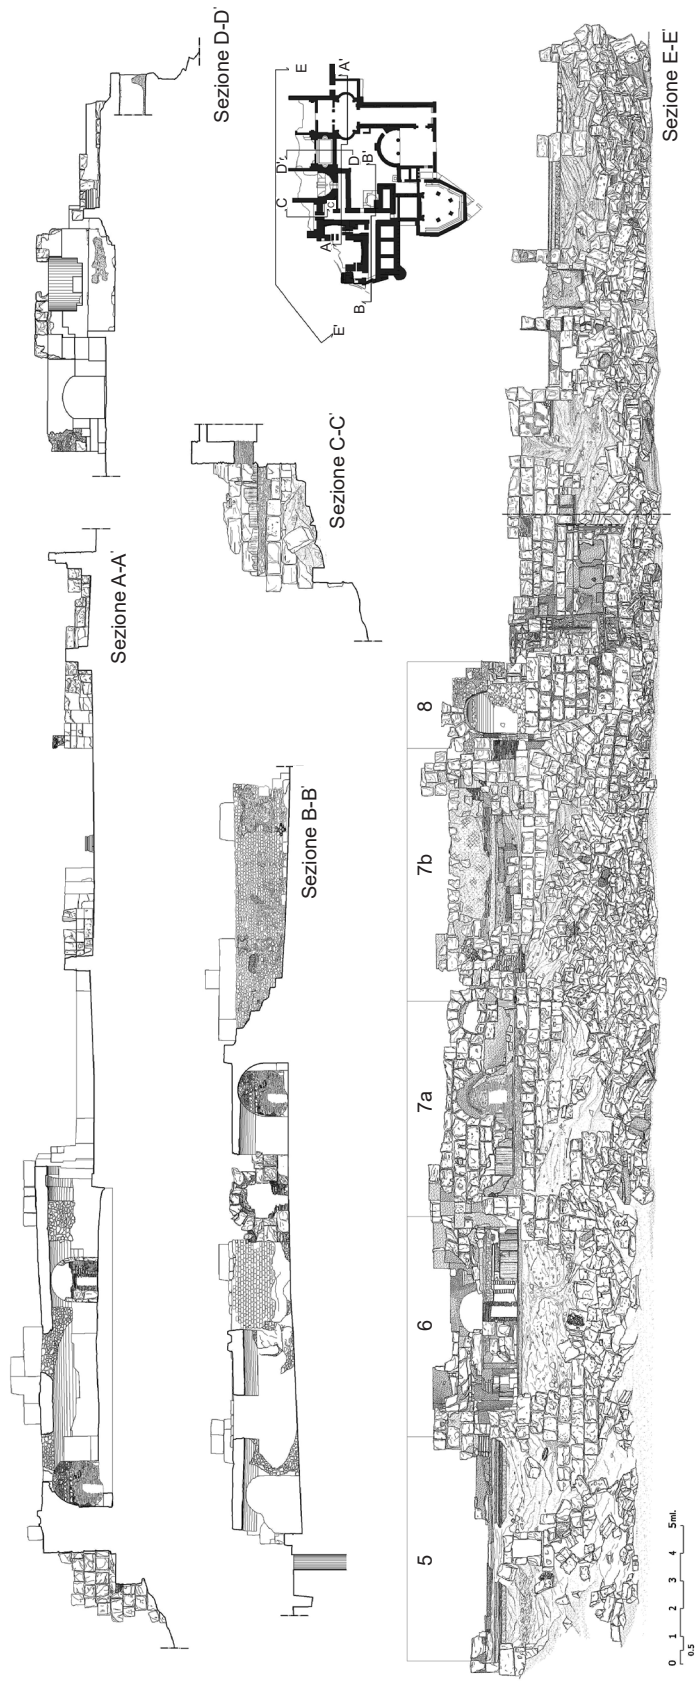 Sezione A-A'
Sezione D-D'
Sezione B-B'
Sezione C-C'
E
A'
D'
D
B'
C
C'
A
B
E'
5
6
7a
7b
8
Sezione E-E'
0 1 2 3 4 5ml.
0.5